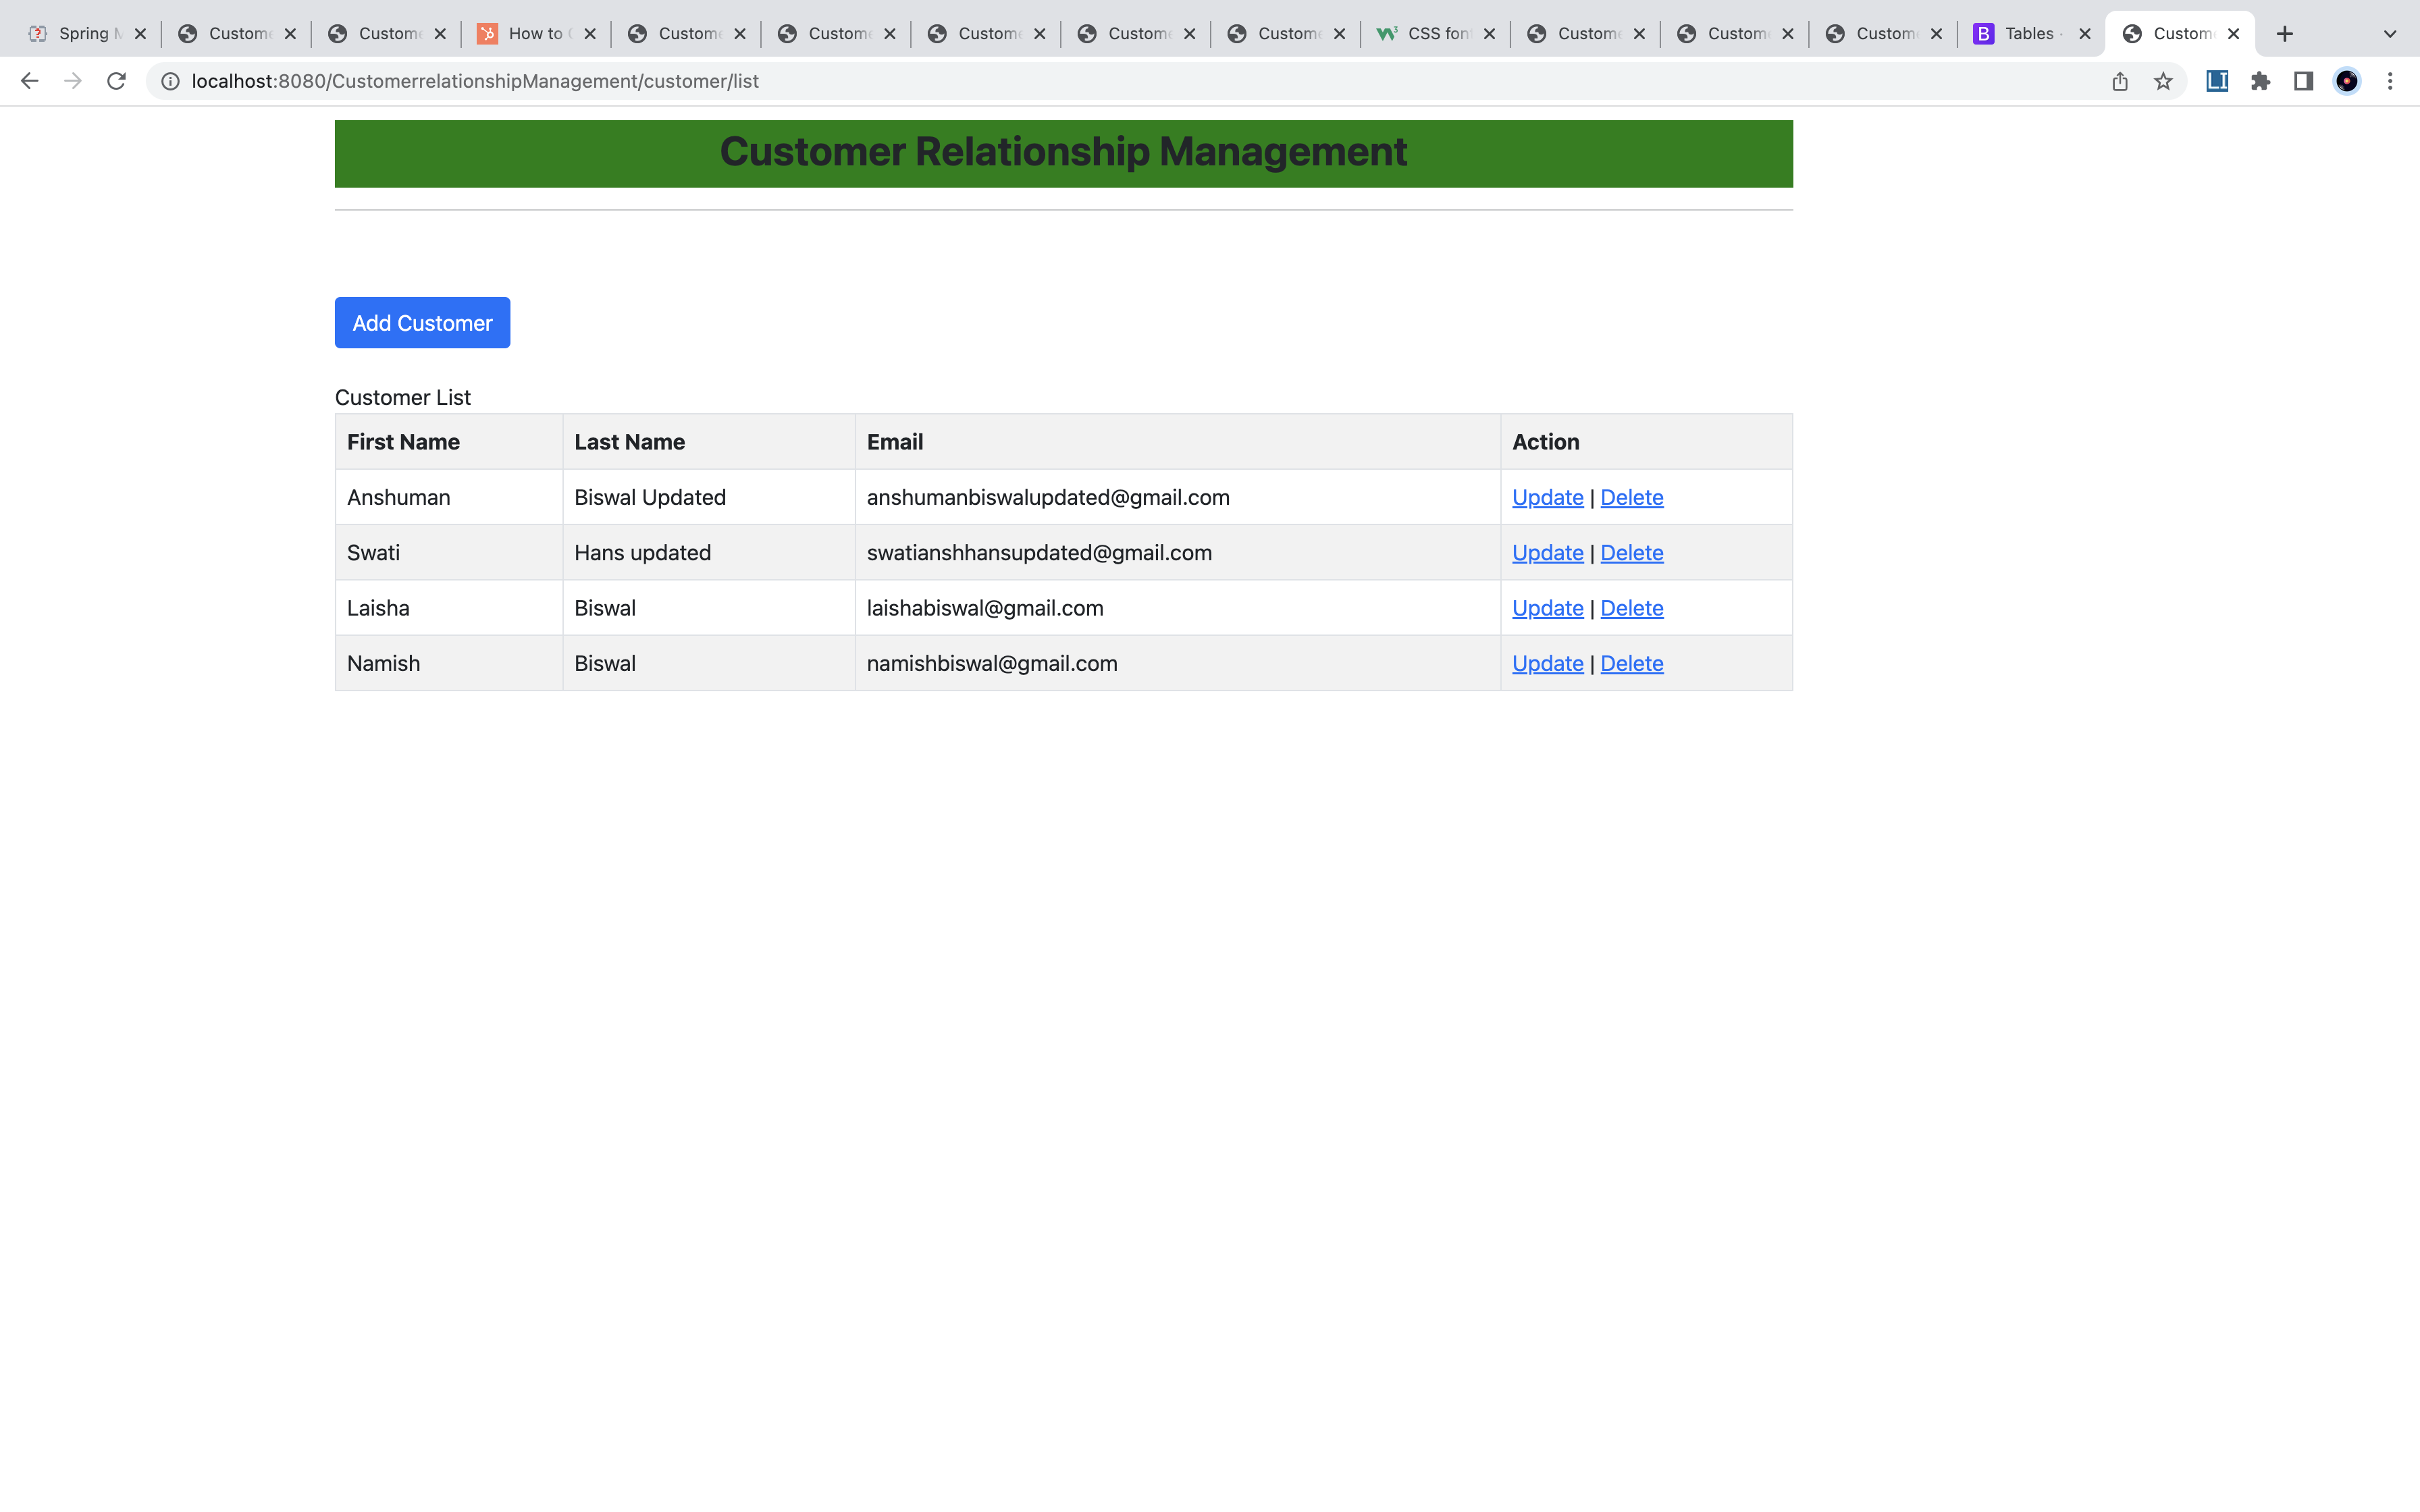 Spring Custom Custom How to Custom Custom Custom Custom Custom CSS fon Custom Custom Custom Tables Custom
localhost:8080/CustomerrelationshipManagement/customer/list
Customer Relationship Management
Add Customer
Customer List
First Name Last Name Email Action
Anshuman Biswal Updated anshumanbiswalupdated@gmail.com Update | Delete
Swati Hans updated swatianshhansupdated@gmail.com Update | Delete
Laisha Biswal laishabiswal@gmail.com Update | Delete
Namish Biswal namishbiswal@gmail.com Update | Delete